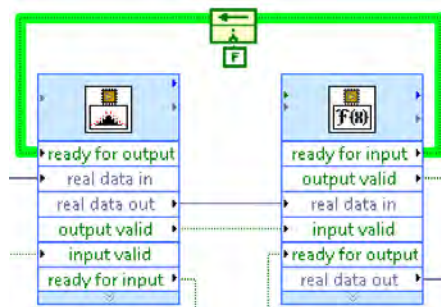 F
F(x)
ready for output
real data in
real data out
output valid
input valid
ready for input
ready for input
output valid
real data in
input valid
ready for output
real data out